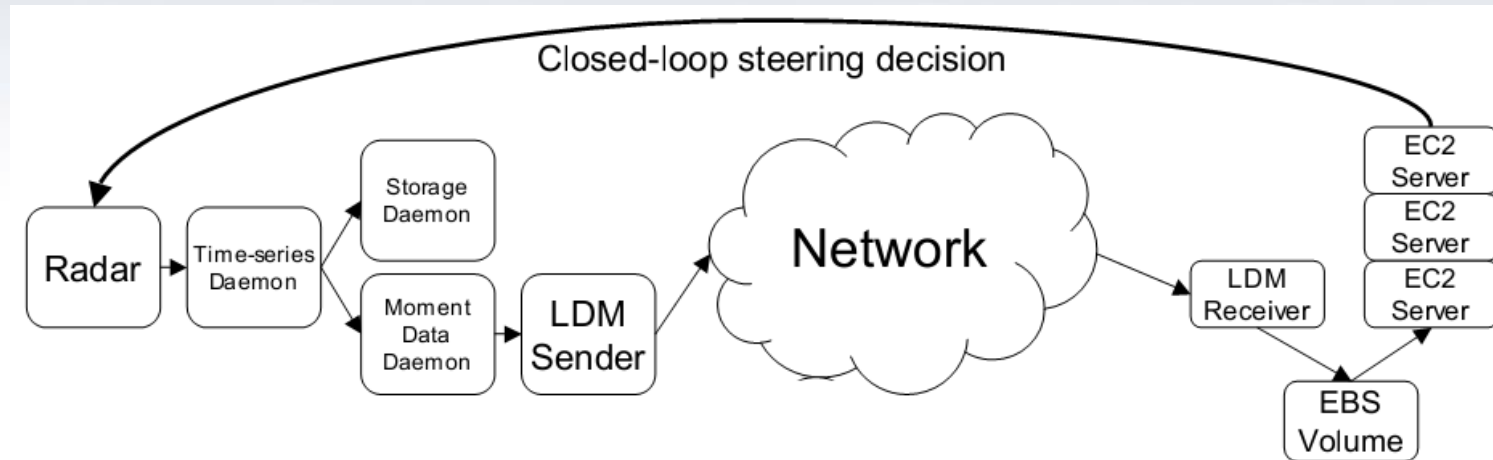 Closed-loop steering decision
Radar
Time-series
Daemon
Storage
Daemon
Moment
Data
Daemon
LDM
Sender
Network
LDM
Receiver
EBS
Volume
EC2
Server
EC2
Server
EC2
Server